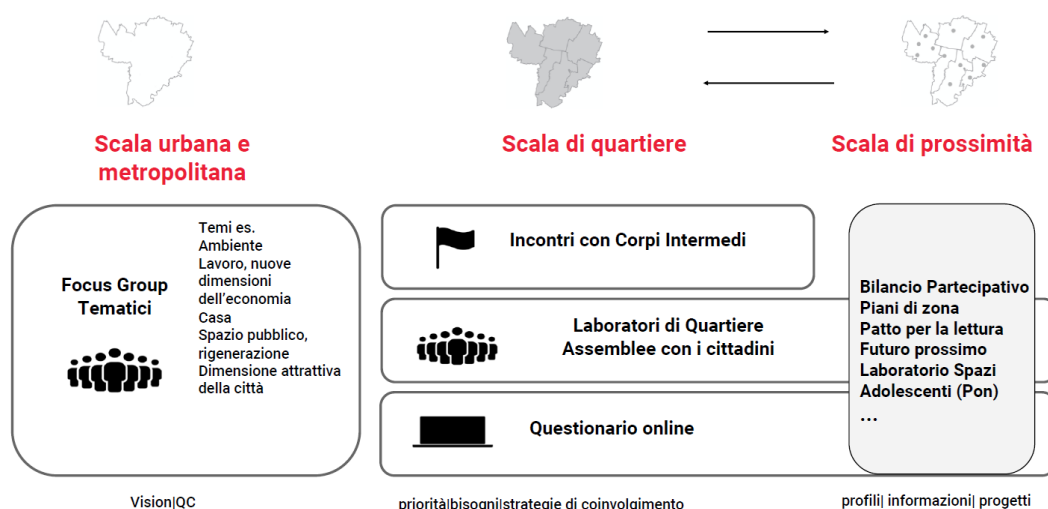 Scala urbana e
metropolitana
Scala di quartiere
Scala di prossimità
Focus Group
Tematici
Temi es.
Ambiente
Lavoro, nuove
dimensioni
dell'economia
Casa
Spazio pubblico,
rigenerazione
Dimensione attrattiva
della città
Incontri con Corpi Intermedi
Laboratori di Quartiere
Assemblee con i cittadini
Questionario online
Bilancio Partecipativo
Piani di zona
Patto per la lettura
Futuro prossimo
Laboratorio Spazi
Adolescenti (Pon)
...
Vision|QC
priorità|bisogni|strategie di coinvolgimento
profili| informazioni| progetti